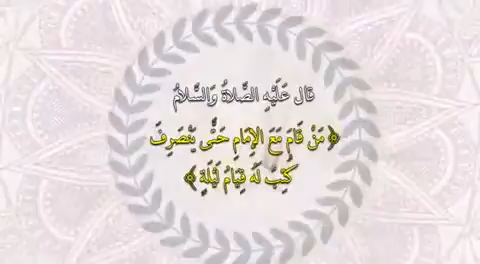 قَالَ عَلَيْهِ الصَّلَاةُ وَالسَّلَامُ
﴿مَنْ قَامَ مَعَ الإِمَامِ حَتَّى يَنْصَرِفَ
كُتِبَ لَهُ قِيَامُ لَيْلَةٍ﴾